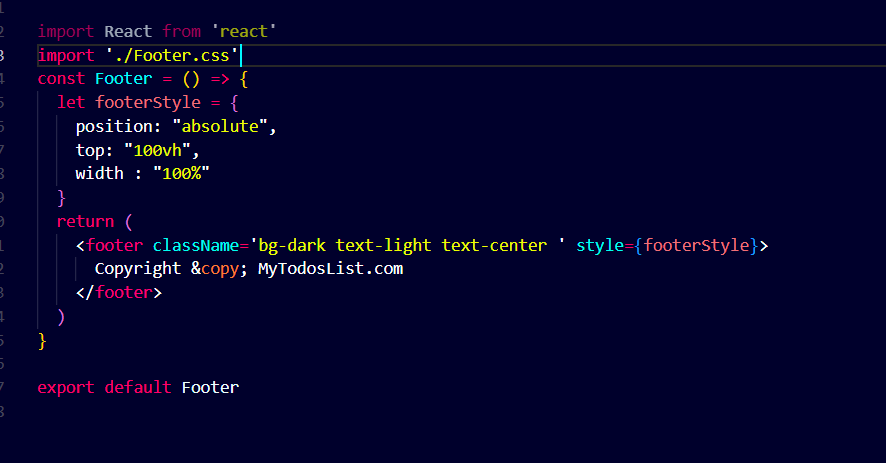 import React from 'react'
import './Footer.css'
const Footer = () => {
let footerStyle = {
position: "absolute",
top: "100vh",
width : "100%"
}
return (
<footer className='bg-dark text-light text-center ' style={footerStyle}>
Copyright &copy; MyTodosList.com
</footer>
)
}
export default Footer